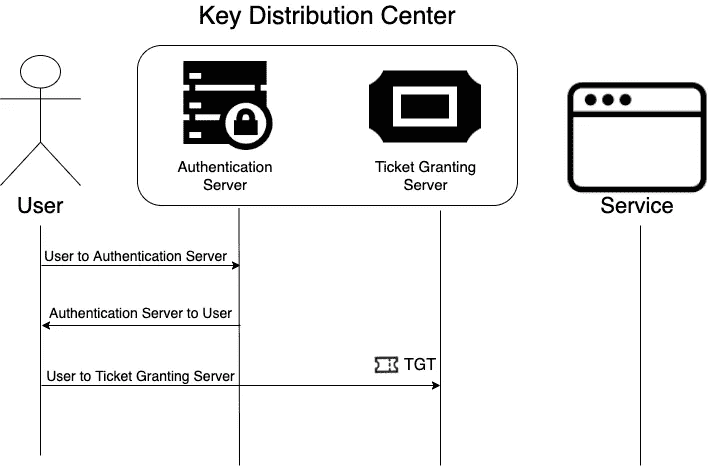 Key Distribution Center
Authentication
Server
Ticket Granting
Server
User
Service
User to Authentication Server
Authentication Server to User
TGT
User to Ticket Granting Server